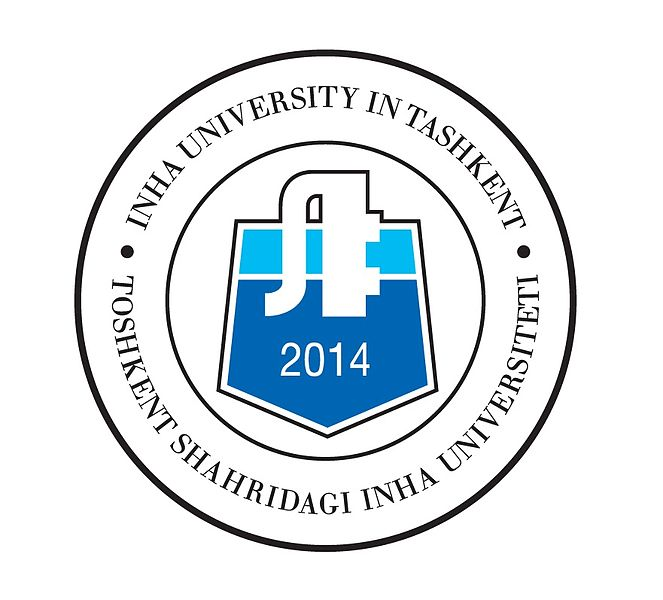 INHA UNIVERSITY IN TASHKENT
2014
TOSHKENT SHAHRIDAGI INHA UNIVERSITETI